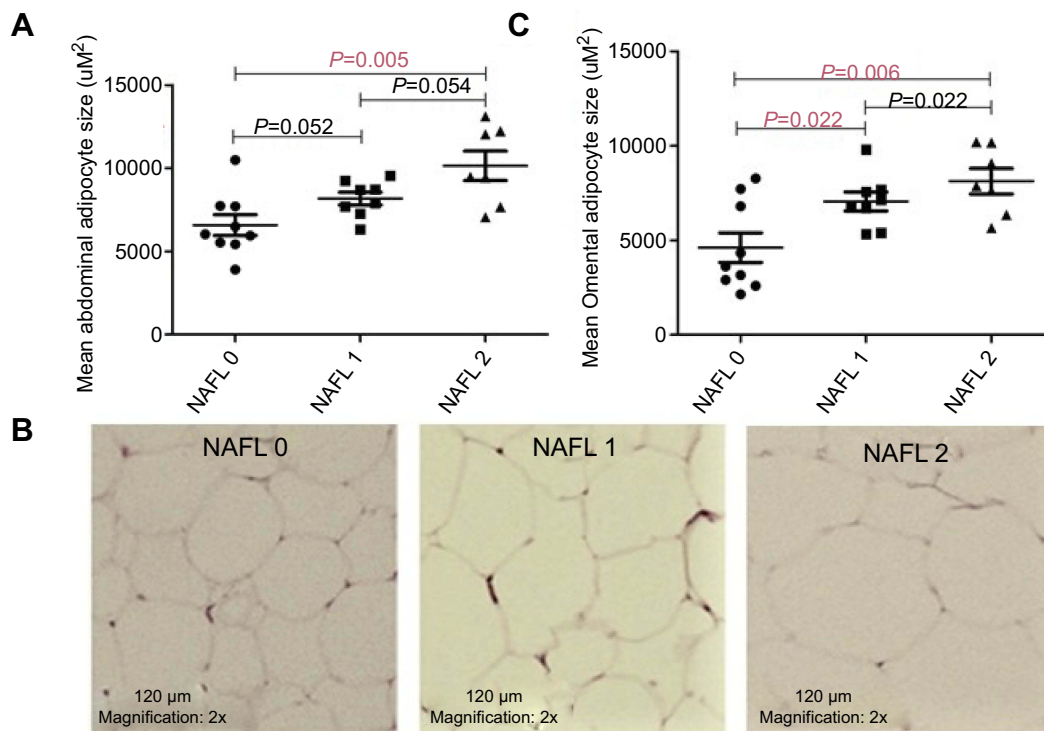 A
Mean abdominal adipocyte size (uM²)
15000
10000
5000
0
P=0.005
P=0.054
P=0.052
NAFL 0
NAFL 1
NAFL 2
C
Mean Omental adipocyte size (uM²)
15000
10000
5000
0
P=0.006
P=0.022
P=0.022
NAFL 0
NAFL 1
NAFL 2
B
NAFL 0
120 µm
Magnification: 2x
NAFL 1
120 µm
Magnification: 2x
NAFL 2
120 µm
Magnification: 2x